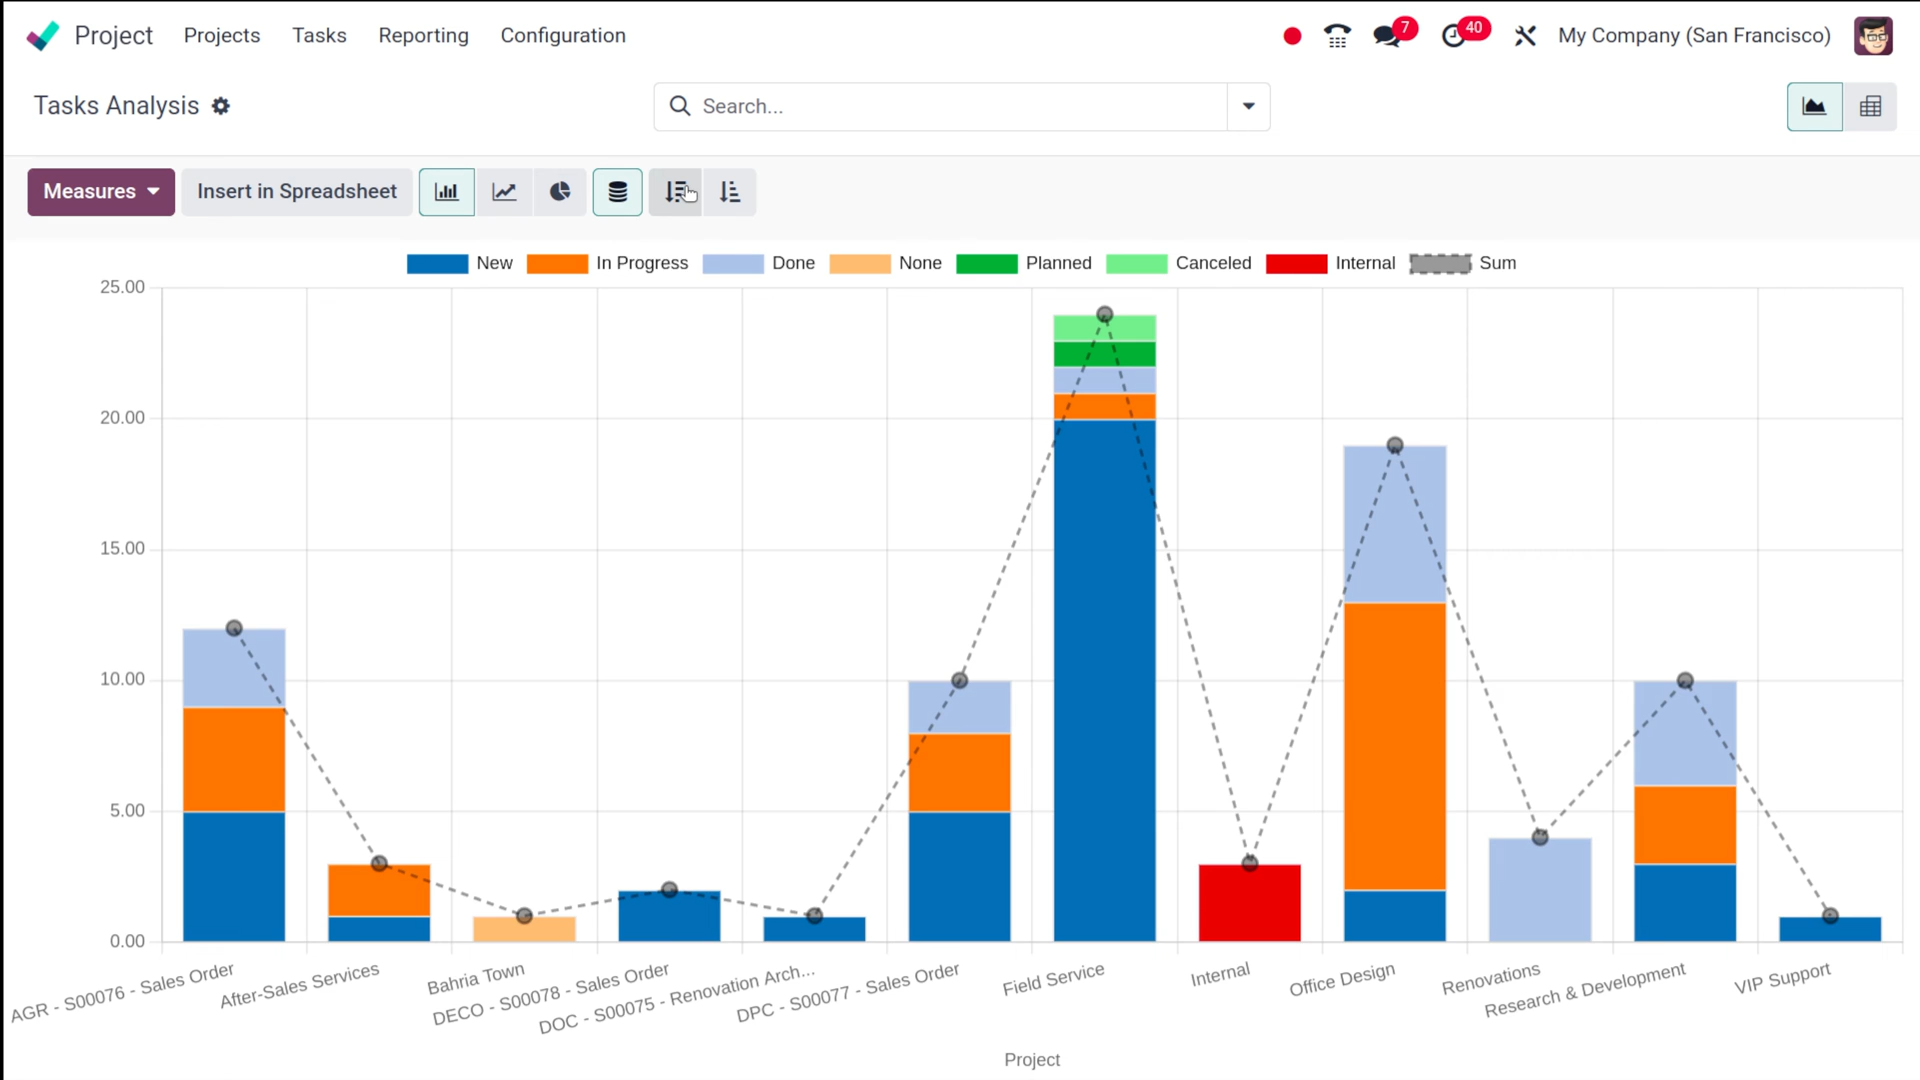 Project Projects Tasks Reporting Configuration 7 40 My Company (San Francisco)
Tasks Analysis Search...
Measures Insert in Spreadsheet
New In Progress Done None Planned Canceled Internal Sum
25.00
20.00
15.00
10.00
5.00
0.00
AGR - S00076 - Sales Order
After-Sales Services
Bahria Town
DECO - S00078 - Sales Order
DOC - S00075 - Renovation Arch...
DPC - S00077 - Sales Order
Field Service
Internal
Office Design
Renovations
Research & Development
VIP Support
Project